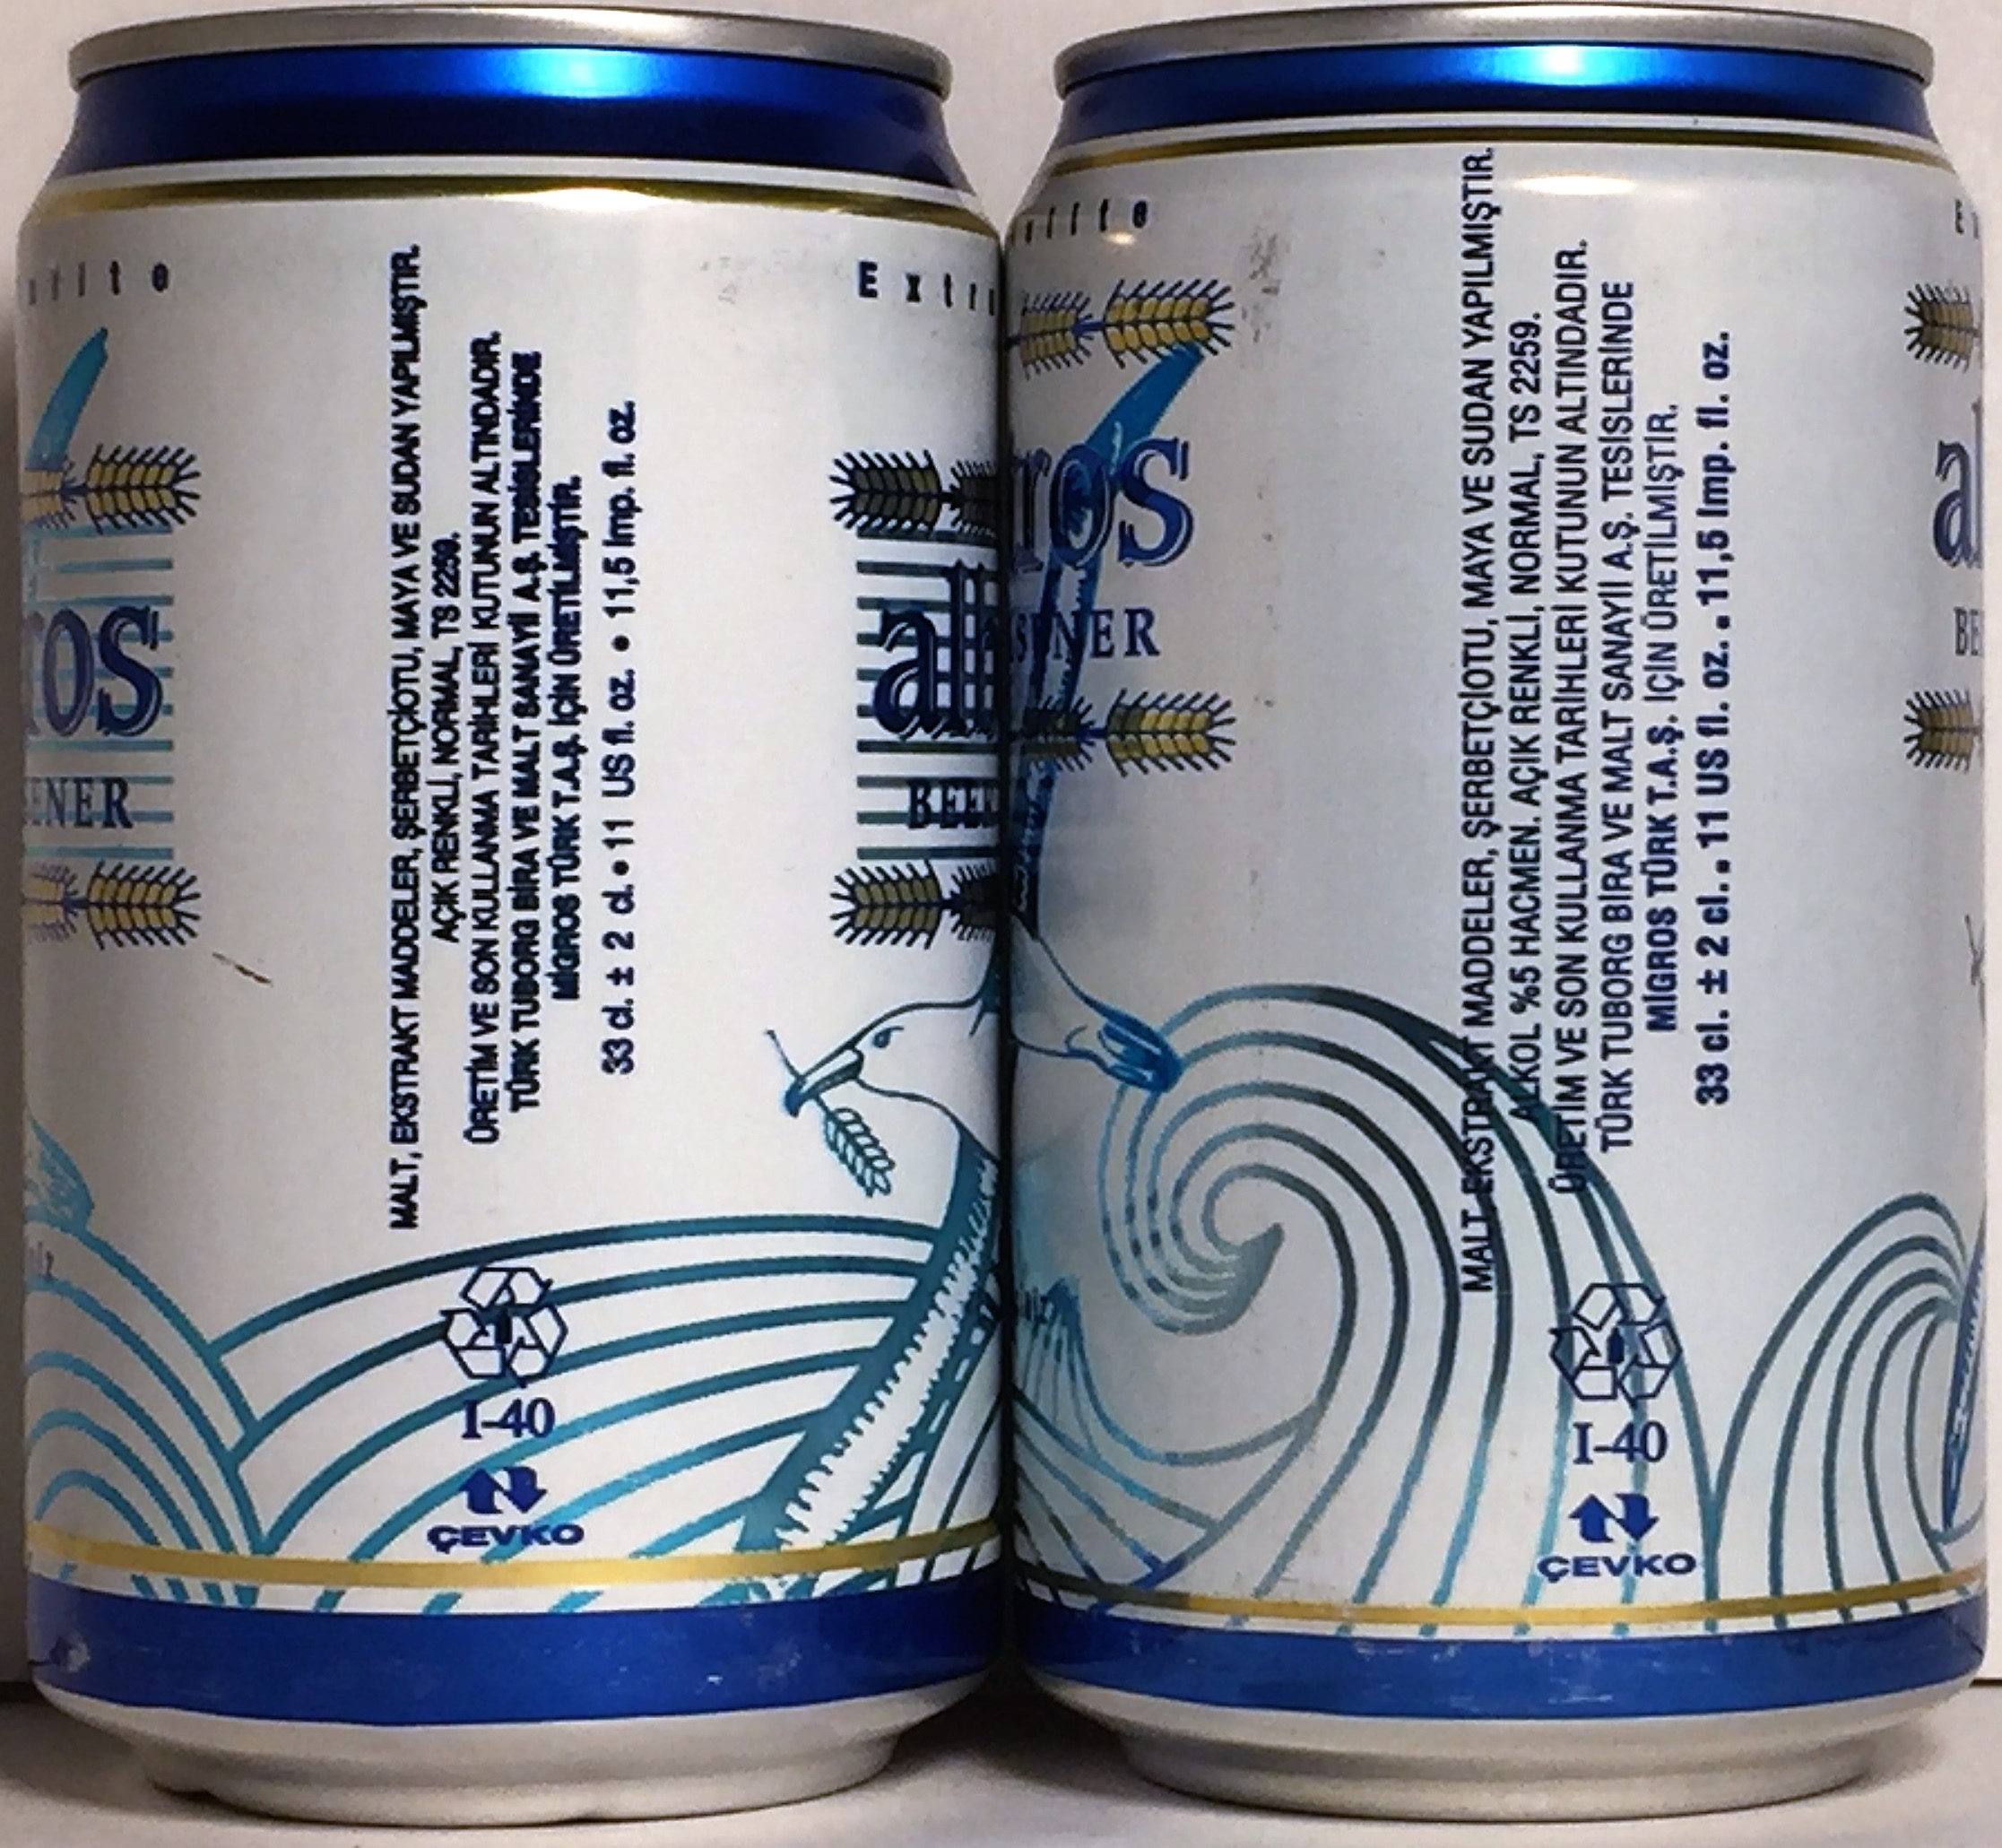 MALT, EKSTRAKT MADDELER, ŞERBETÇİOTU, MAYA VE SUDAN YAPILMIŞTIR.
AÇIK RENKLİ, NORMAL, TS 2259.
ÜRETİM VE SON KULLANMA TARİHLERİ KUTUNUN ALTINDADIR.
TÜRK TUBORG BİRA VE MALT SANAYİİ A.Ş. TESİSLERİNDE
MİGROS TÜRK T.A.Ş. İÇİN ÜRETİLMİŞTİR.
33 cl. ± 2 cl. • 11 US fl. oz. • 11,5 Imp. fl. oz.
I-40
ÇEVKO
MALT, EKSTRAKT MADDELER, ŞERBETÇİOTU, MAYA VE SUDAN YAPILMIŞTIR.
ALKOL %5 HACMEN. AÇIK RENKLİ, NORMAL, TS 2259.
ÜRETİM VE SON KULLANMA TARİHLERİ KUTUNUN ALTINDADIR.
TÜRK TUBORG BİRA VE MALT SANAYİİ A.Ş. TESİSLERİNDE
MİGROS TÜRK T.A.Ş. İÇİN ÜRETİLMİŞTİR.
33 cl. ± 2 cl. • 11 US fl. oz. • 11,5 Imp. fl. oz.
I-40
ÇEVKO